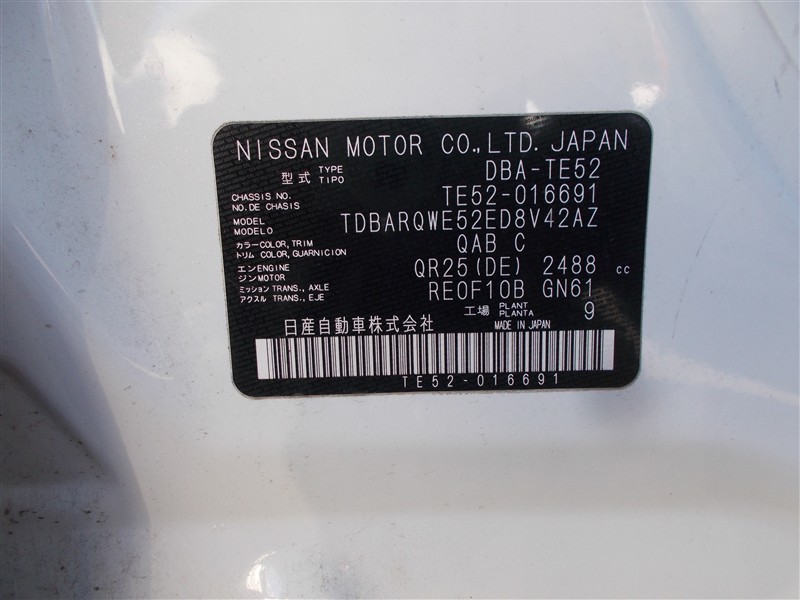 NISSAN MOTOR CO.,LTD. JAPAN
型式 TYPE TIPO DBA-TE52
CHASSIS NO. NO.DE CHASIS TE52-016691
MODEL MODELO TDBARQWE52ED8V42AZ
カラー COLOR, TRIM トリム COLOR, GUARNICION QAB C
エンジン ENGINE MOTOR QR25(DE) 2488 cc
ミッション TRANS., AXLE アクスル TRANS., EJE RE0F10B GN61
工場 PLANT PLANTA 9
日産自動車株式会社 MADE IN JAPAN
TE52-016691